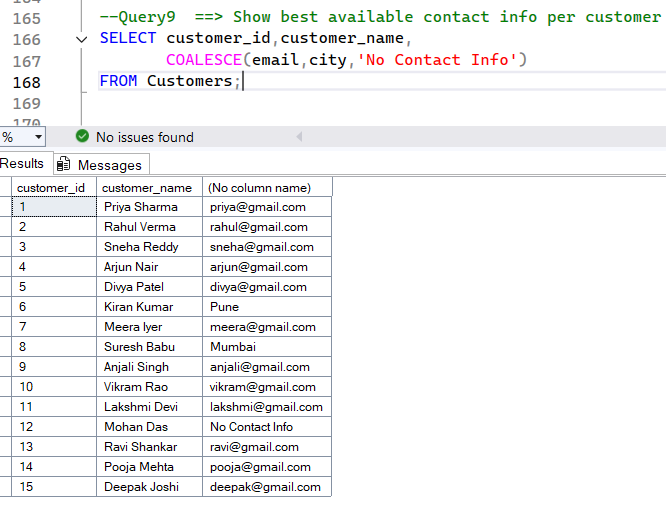 165 --Query9 ==> Show best available contact info per customer
166 SELECT customer_id,customer_name,
167 COALESCE(email,city,'No Contact Info')
168 FROM Customers;
169
% No issues found
Results Messages
customer_id customer_name (No column name)
1 Priya Sharma priya@gmail.com
2 Rahul Verma rahul@gmail.com
3 Sneha Reddy sneha@gmail.com
4 Arjun Nair arjun@gmail.com
5 Divya Patel divya@gmail.com
6 Kiran Kumar Pune
7 Meera Iyer meera@gmail.com
8 Suresh Babu Mumbai
9 Anjali Singh anjali@gmail.com
10 Vikram Rao vikram@gmail.com
11 Lakshmi Devi lakshmi@gmail.com
12 Mohan Das No Contact Info
13 Ravi Shankar ravi@gmail.com
14 Pooja Mehta pooja@gmail.com
15 Deepak Joshi deepak@gmail.com